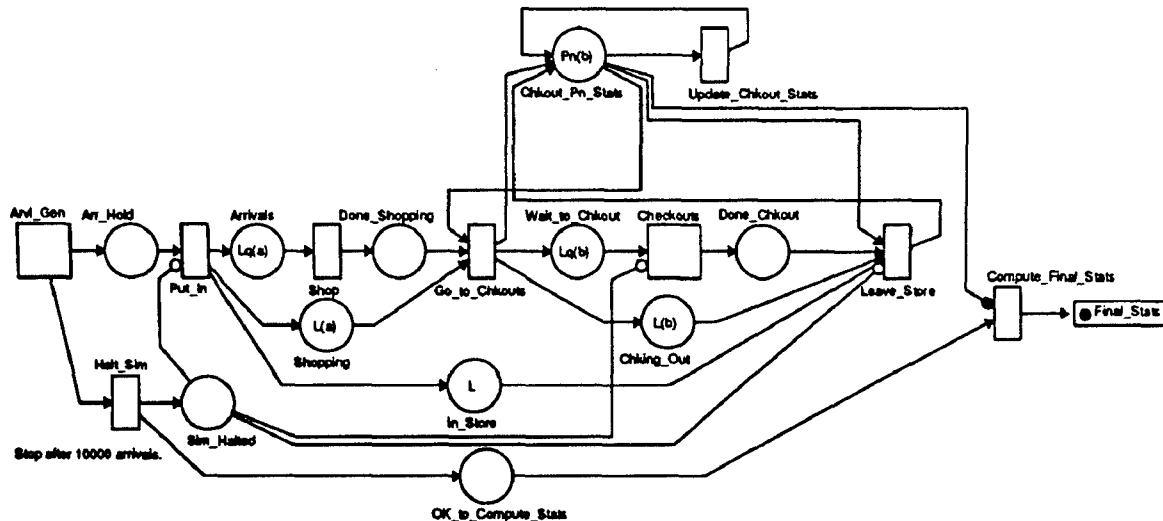 Pn(b)
Chkout_Pn_Stats
Update_Chkout_Stats
Arvl_Gen
Arr_Hold
Arrivals
Done_Shopping
Wait_to_Chkout
Checkouts
Done_Chkout
Lq(a)
Lq(b)
Put_In
Shop
Go_to_Chkouts
Leave_Store
Compute_Final_Stats
Final_Stats
L(a)
L(b)
Shopping
Chking_Out
Halt_Sim
L
In_Store
Sim_Halted
Stop after 10000 arrivals.
OK_to_Compute_Stats